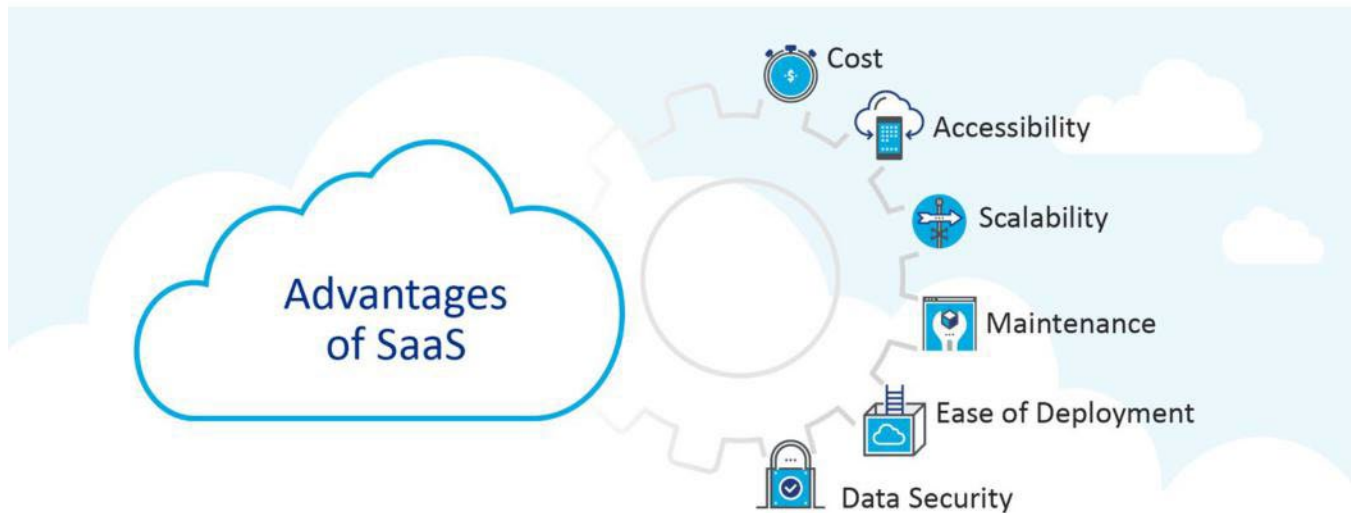 Advantages
of SaaS
Cost
Accessibility
Scalability
Maintenance
Ease of Deployment
Data Security